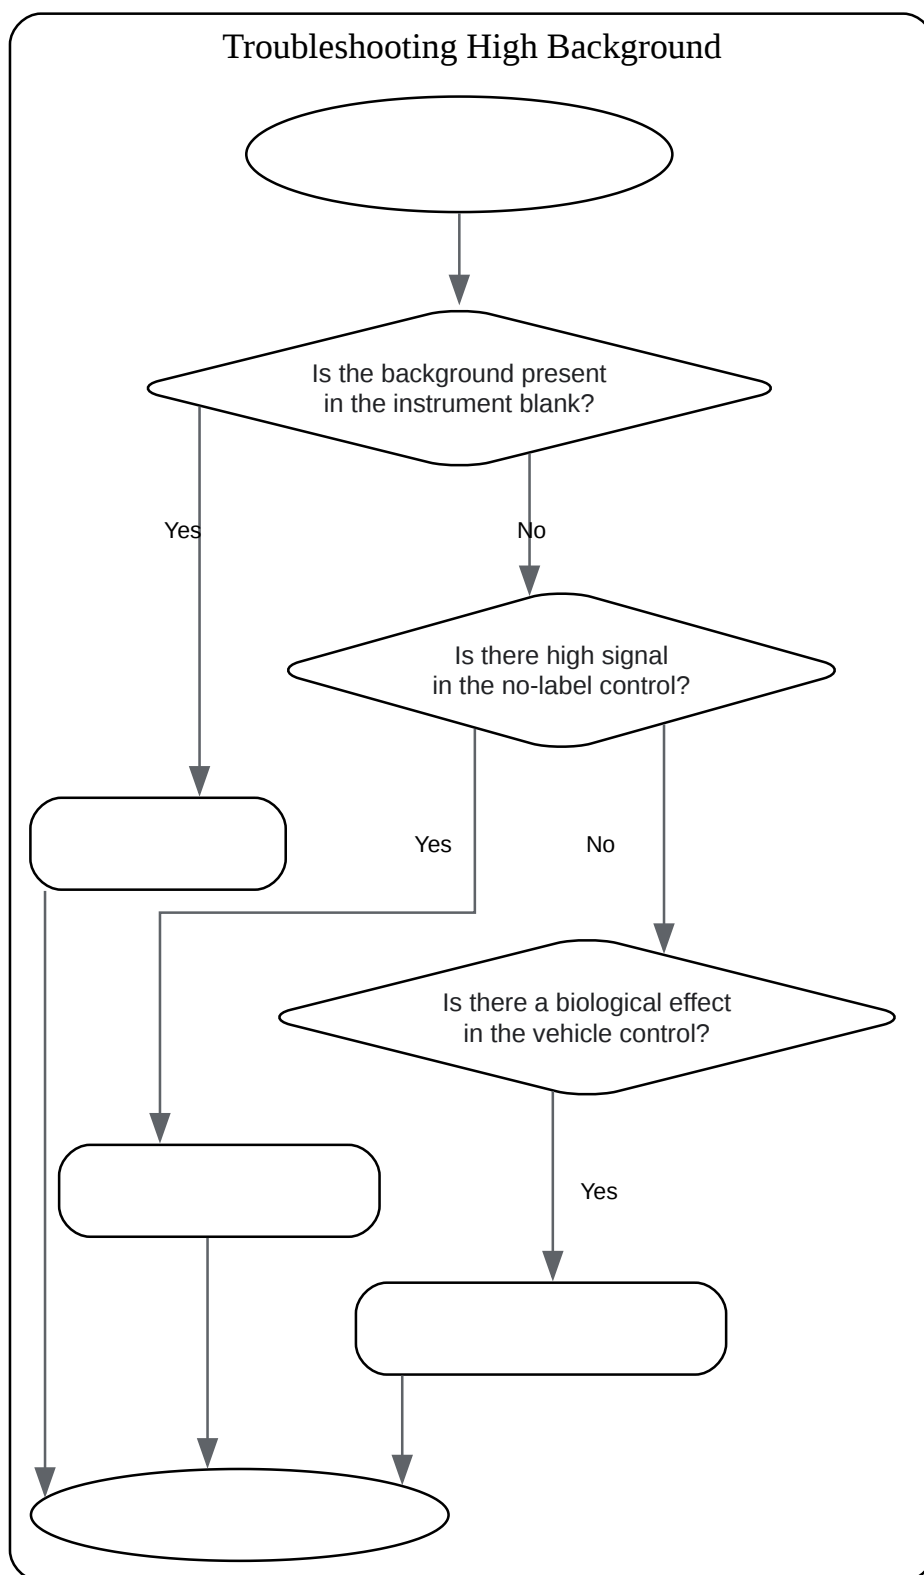 Troubleshooting High Background
Is the background present
in the instrument blank?
Yes
No
Is there high signal
in the no-label control?
Yes
No
Is there a biological effect
in the vehicle control?
Yes